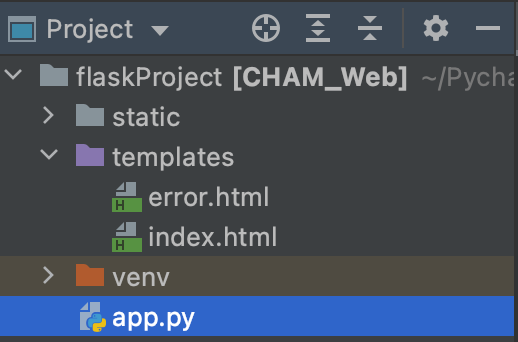 Project
flaskProject [CHAM_Web] ~/Pycha
static
templates
H error.html
H index.html
venv
app.py